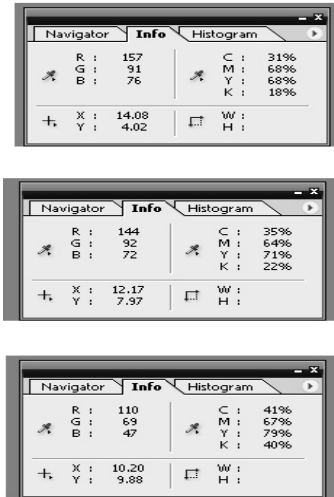 Navigator Info Histogram
R : 157 C : 31%
G : 91 M : 68%
B : 76 Y : 68%
K : 18%
X : 14.08 W :
Y : 4.02 H :
Navigator Info Histogram
R : 144 C : 35%
G : 92 M : 64%
B : 72 Y : 71%
K : 22%
X : 12.17 W :
Y : 7.97 H :
Navigator Info Histogram
R : 110 C : 41%
G : 69 M : 67%
B : 47 Y : 79%
K : 40%
X : 10.20 W :
Y : 9.88 H :